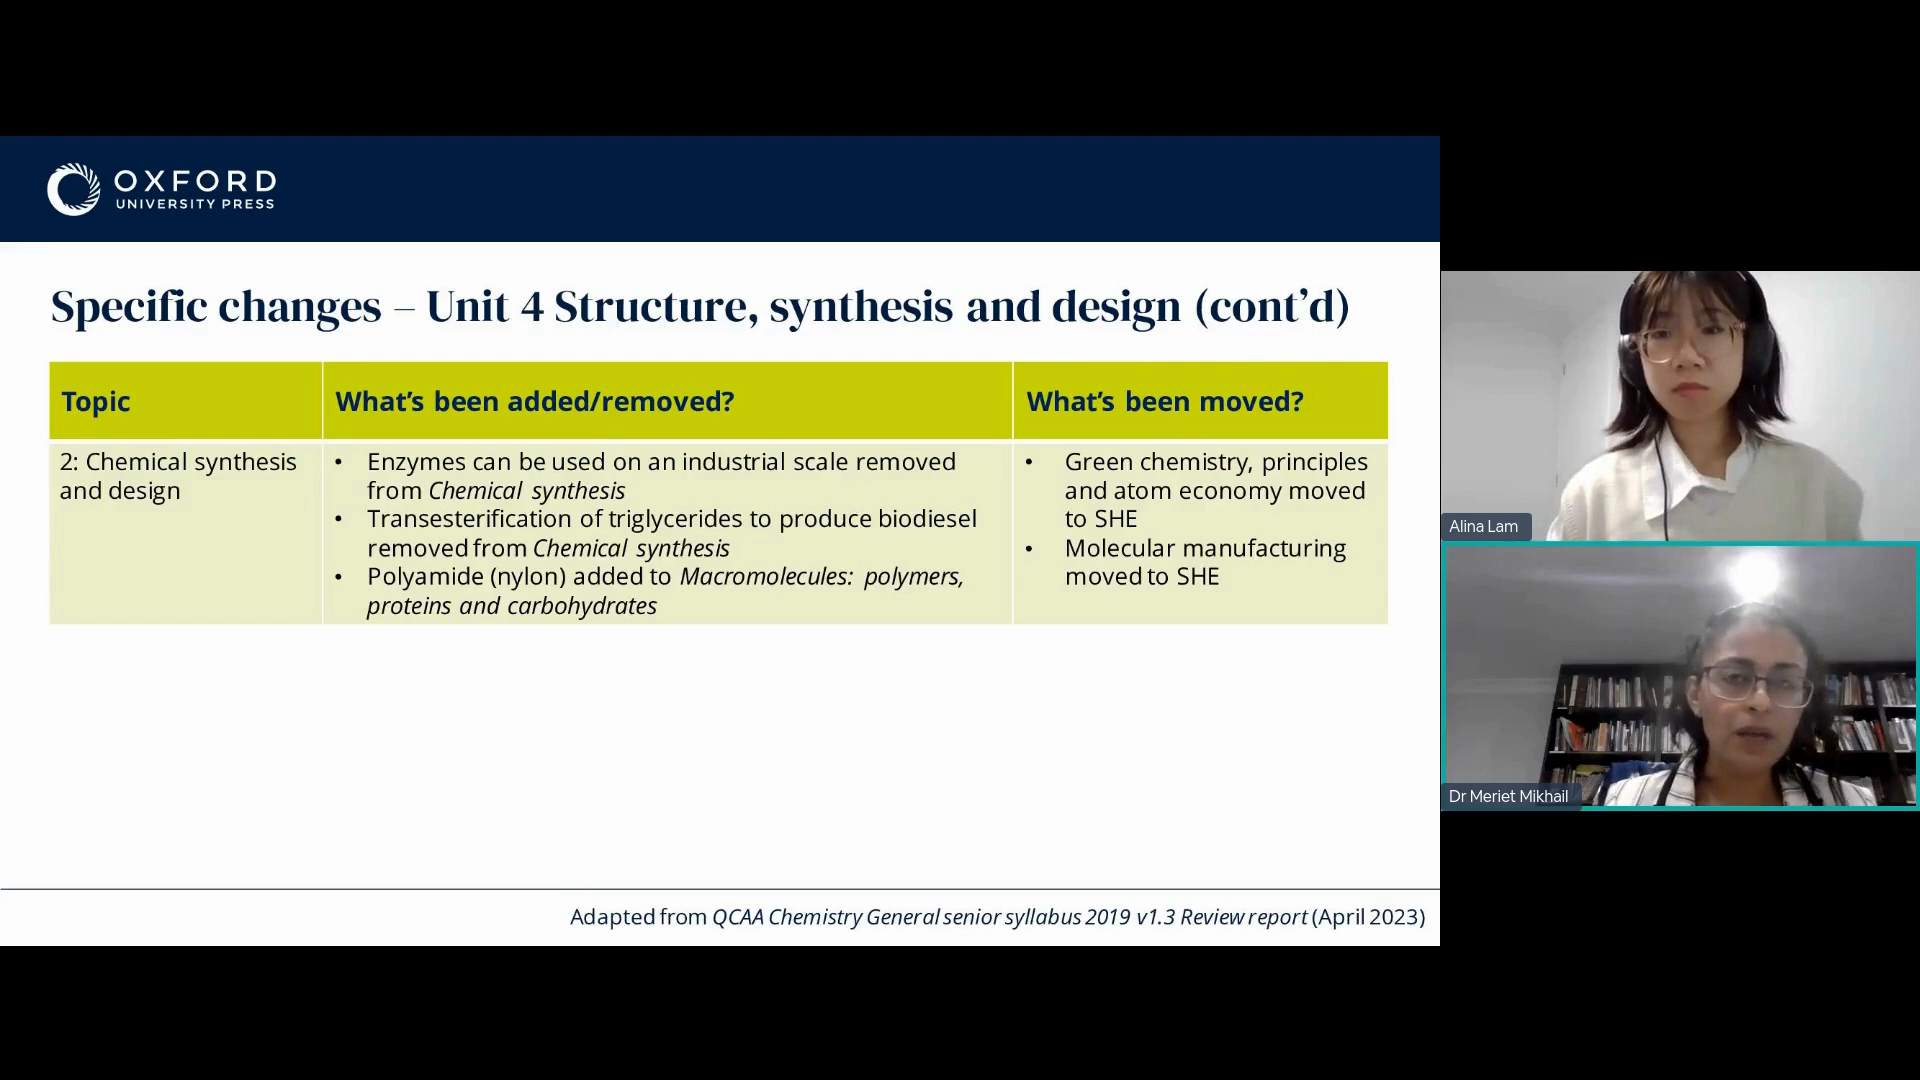 OXFORD
UNIVERSITY PRESS
Specific changes – Unit 4 Structure, synthesis and design (cont’d)
Topic
What’s been added/removed?
What’s been moved?
2: Chemical synthesis
and design
• Enzymes can be used on an industrial scale removed
from Chemical synthesis
• Transesterification of triglycerides to produce biodiesel
removed from Chemical synthesis
• Polyamide (nylon) added to Macromolecules: polymers,
proteins and carbohydrates
• Green chemistry, principles
and atom economy moved
to SHE
• Molecular manufacturing
moved to SHE
Adapted from QCAA Chemistry General senior syllabus 2019 v1.3 Review report (April 2023)
Alina Lam
Dr Meriet Mikhail